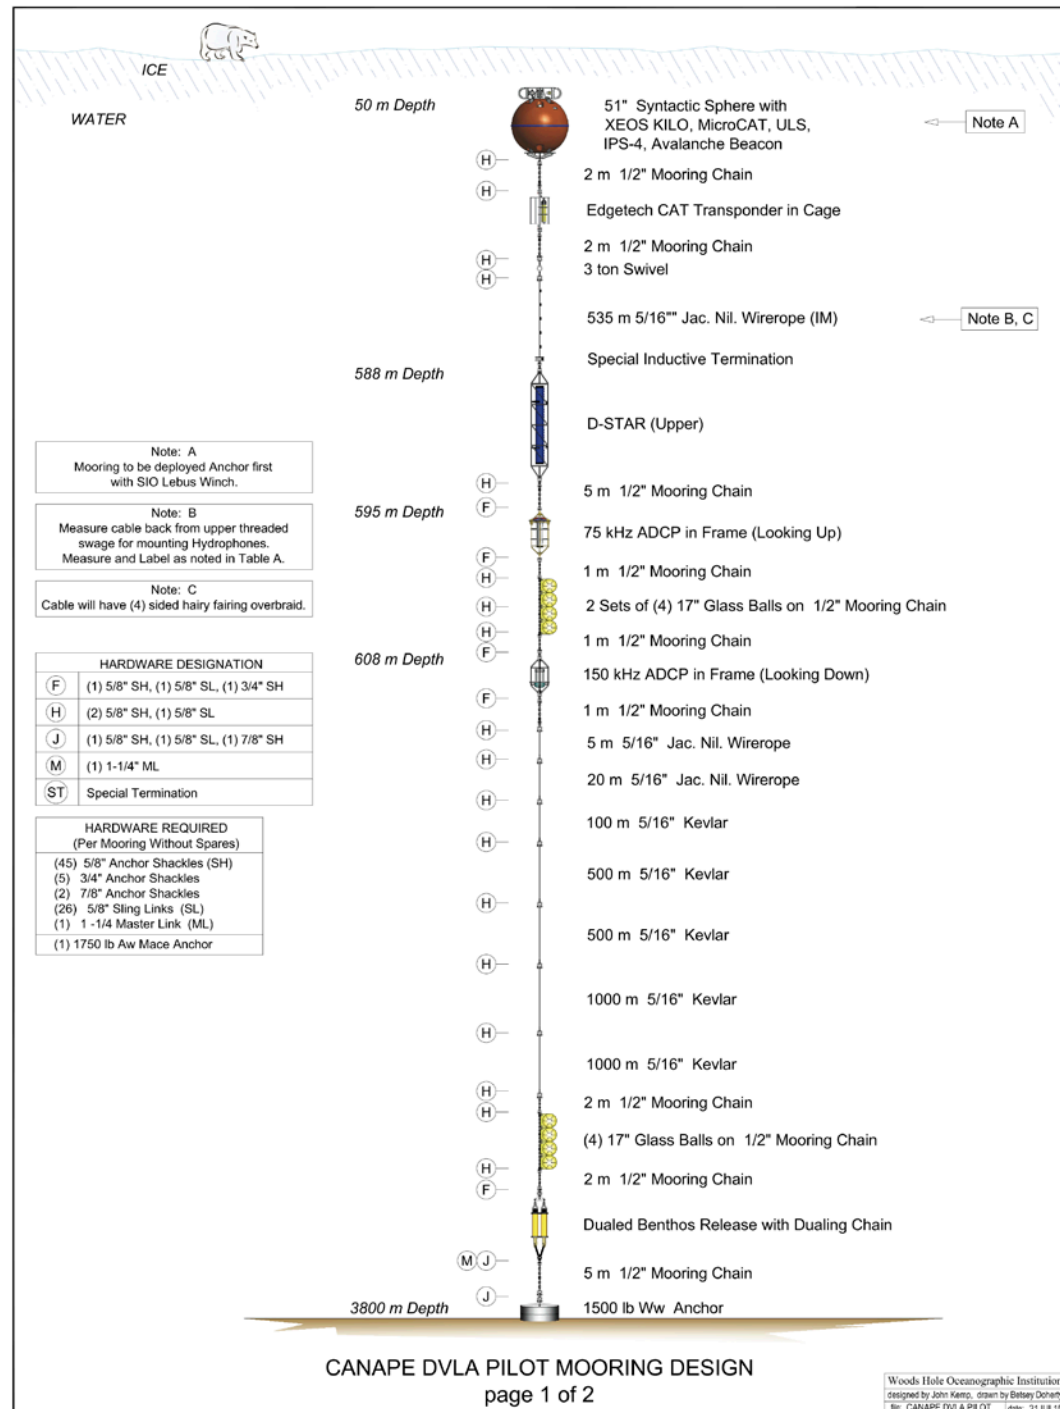 ICE
WATER
50 m Depth
51" Syntactic Sphere with
XEOS KILO, MicroCAT, ULS,
IPS-4, Avalanche Beacon
Note A
H
2 m 1/2" Mooring Chain
H
Edgetech CAT Transponder in Cage
2 m 1/2" Mooring Chain
H
3 ton Swivel
H
535 m 5/16"" Jac. Nil. Wirerope (IM)
Note B, C
Special Inductive Termination
588 m Depth
D-STAR (Upper)
H
5 m 1/2" Mooring Chain
F
595 m Depth
75 kHz ADCP in Frame (Looking Up)
F
1 m 1/2" Mooring Chain
H
H
2 Sets of (4) 17" Glass Balls on 1/2" Mooring Chain
H
1 m 1/2" Mooring Chain
F
608 m Depth
150 kHz ADCP in Frame (Looking Down)
F
1 m 1/2" Mooring Chain
H
5 m 5/16" Jac. Nil. Wirerope
H
20 m 5/16" Jac. Nil. Wirerope
H
100 m 5/16" Kevlar
H
500 m 5/16" Kevlar
H
500 m 5/16" Kevlar
H
1000 m 5/16" Kevlar
H
1000 m 5/16" Kevlar
H
2 m 1/2" Mooring Chain
H
(4) 17" Glass Balls on 1/2" Mooring Chain
H
2 m 1/2" Mooring Chain
F
Dualed Benthos Release with Dualing Chain
M J
5 m 1/2" Mooring Chain
J
3800 m Depth
1500 lb Ww Anchor
Note: A
Mooring to be deployed Anchor first
with SIO Lebus Winch.
Note: B
Measure cable back from upper threaded
swage for mounting Hydrophones.
Measure and Label as noted in Table A.
Note: C
Cable will have (4) sided hairy fairing overbraid.
HARDWARE DESIGNATION
F (1) 5/8" SH, (1) 5/8" SL, (1) 3/4" SH
H (2) 5/8" SH, (1) 5/8" SL
J (1) 5/8" SH, (1) 5/8" SL, (1) 7/8" SH
M (1) 1-1/4" ML
ST Special Termination
HARDWARE REQUIRED
(Per Mooring Without Spares)
(45) 5/8" Anchor Shackles (SH)
(5) 3/4" Anchor Shackles
(2) 7/8" Anchor Shackles
(26) 5/8" Sling Links (SL)
(1) 1 -1/4 Master Link (ML)
(1) 1750 lb Aw Mace Anchor
CANAPE DVLA PILOT MOORING DESIGN
page 1 of 2
Woods Hole Oceanographic Institution
designed by John Kemp, drawn by Betsey Doherty
file: CANAPE DVLA PILOT date: